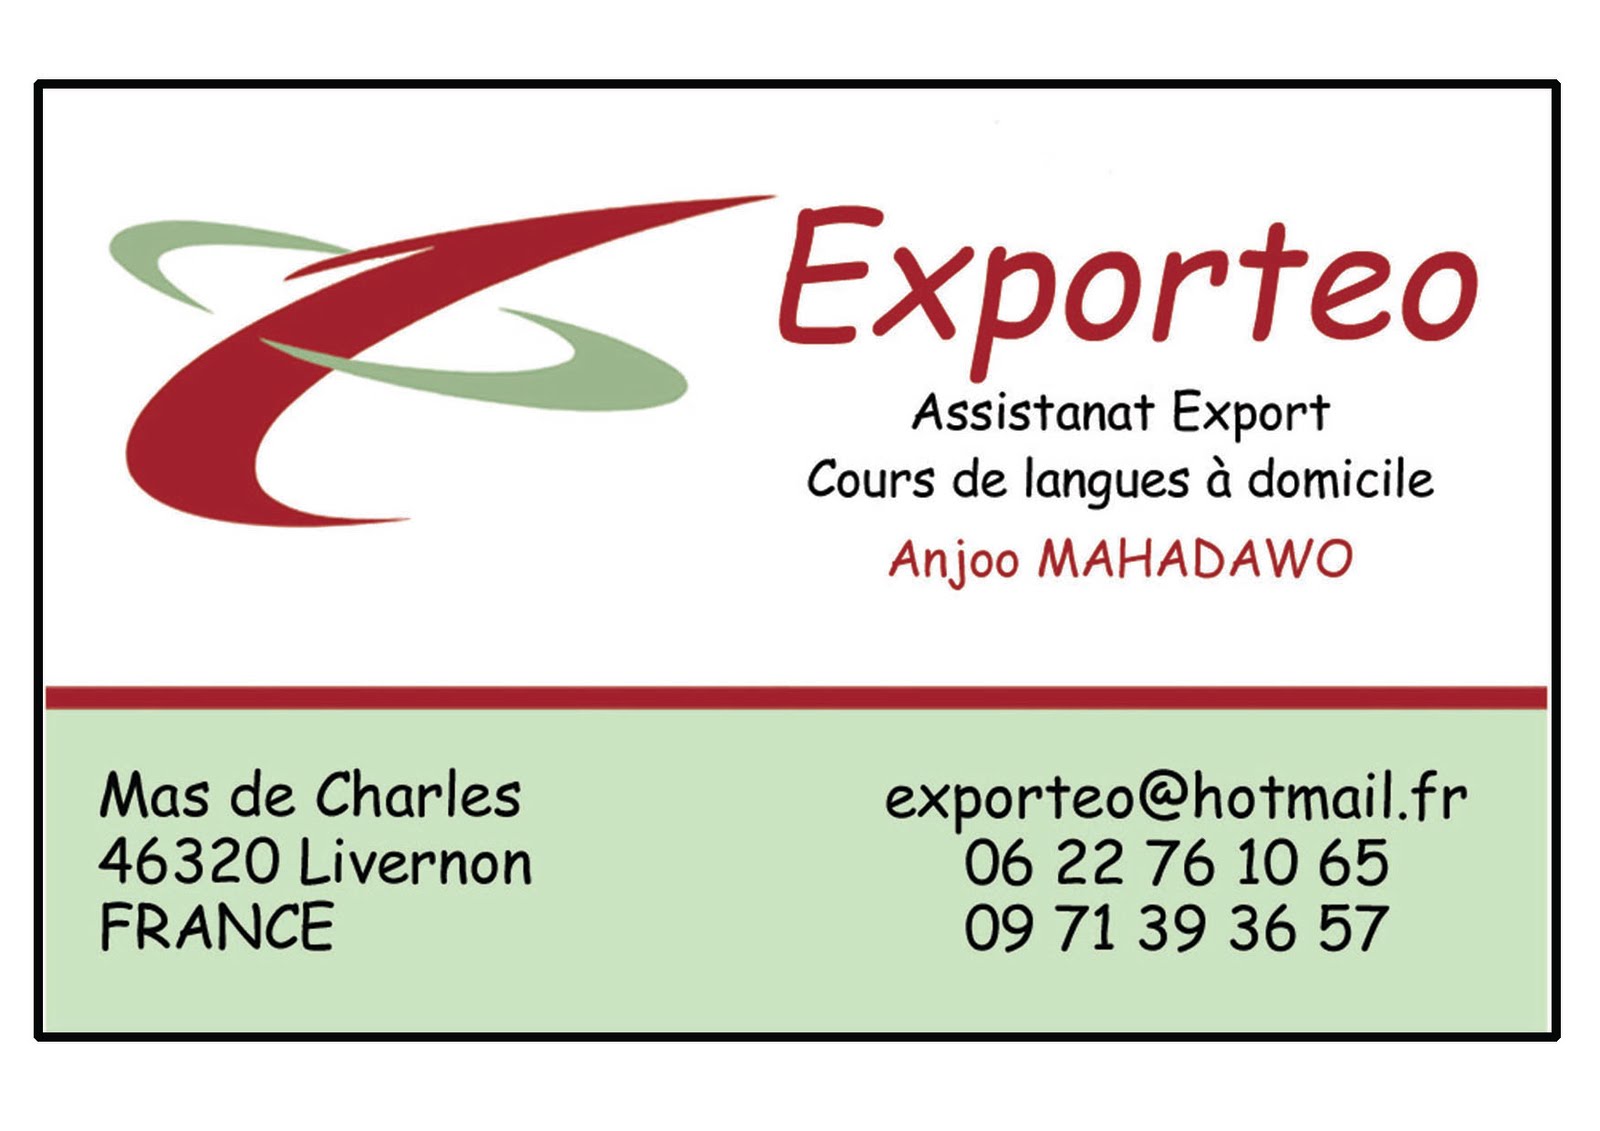 Exporteo
Assistanat Export
Cours de langues à domicile
Anjoo MAHADAWO
Mas de Charles
46320 Livernon
FRANCE
exporteo@hotmail.fr
06 22 76 10 65
09 71 39 36 57